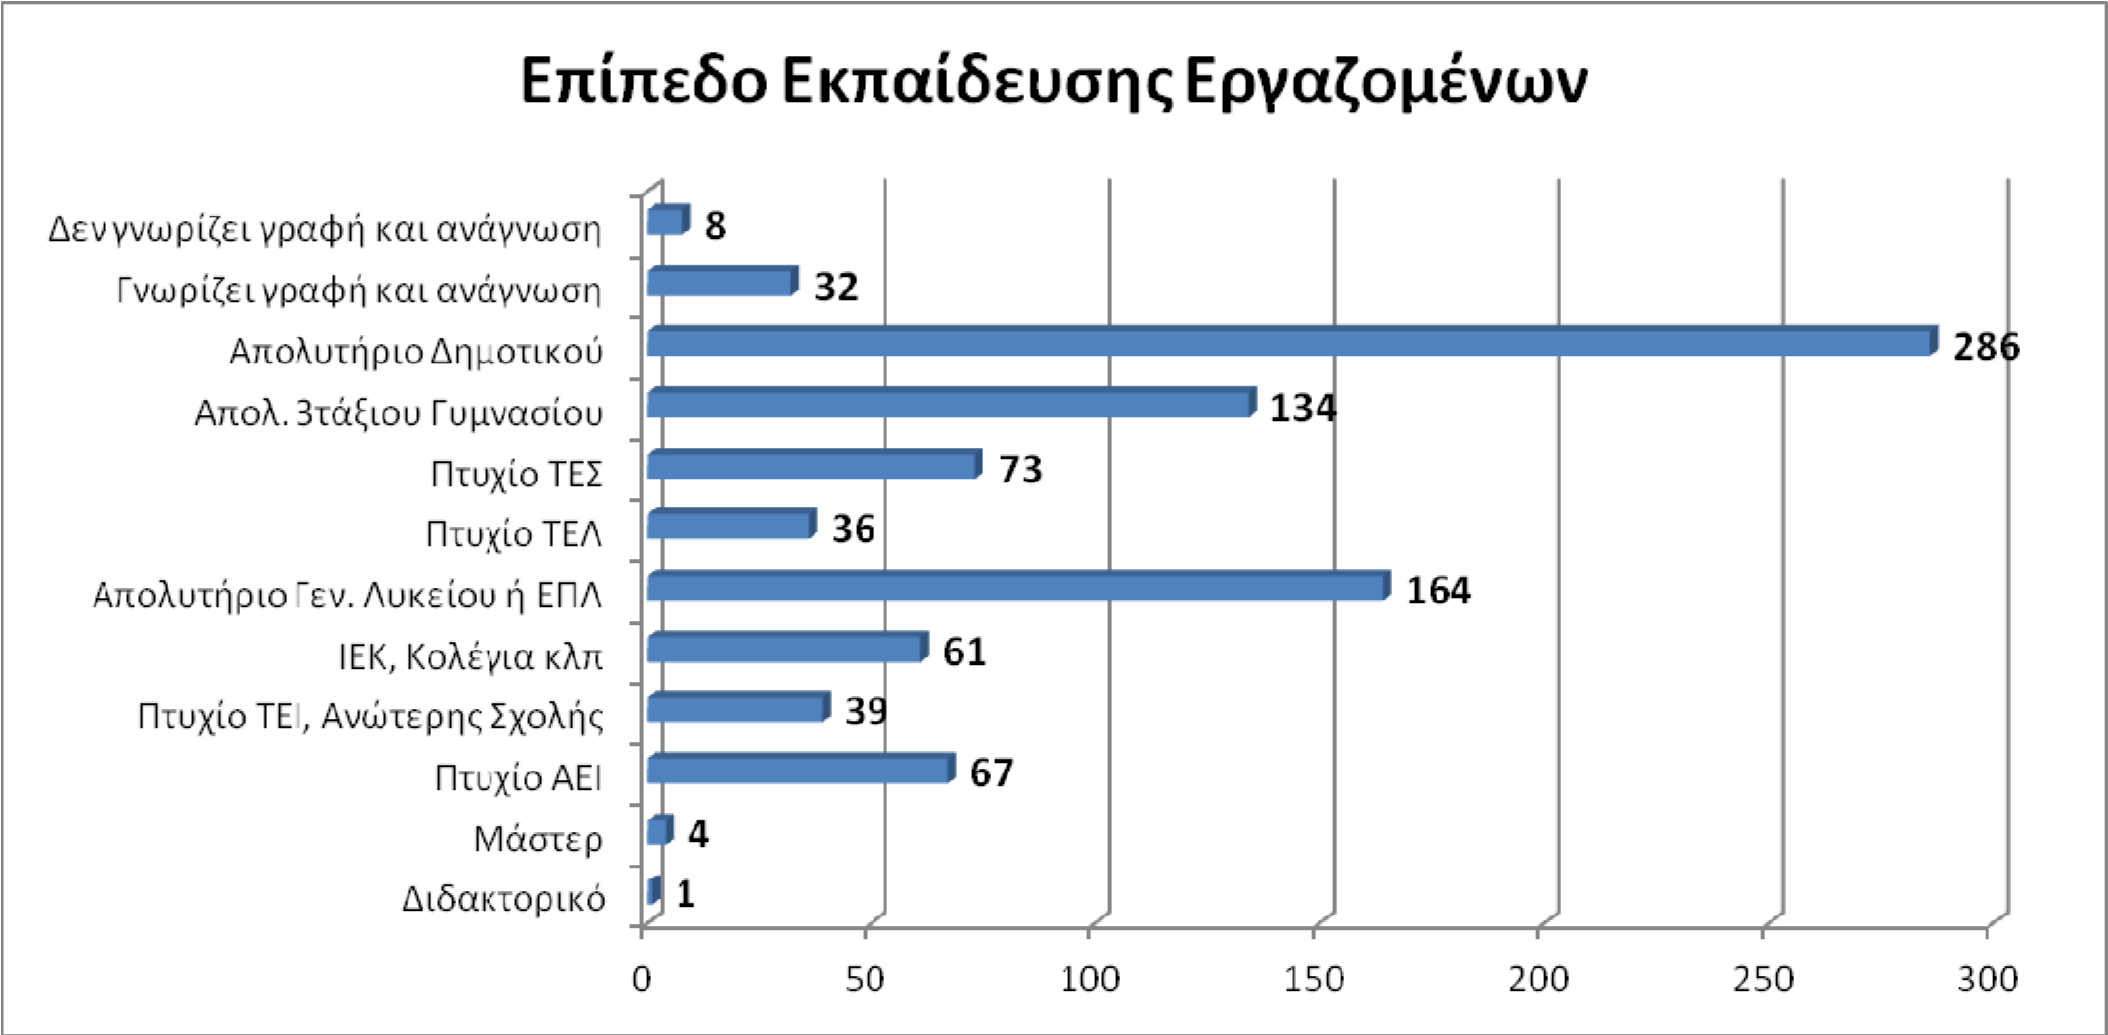 Επίπεδο Εκπαίδευσης Εργαζομένων
Δεν γνωρίζει γραφή και ανάγνωση 8
Γνωρίζει γραφή και ανάγνωση 32
Απολυτήριο Δημοτικού 286
Απολ. 3τάξιου Γυμνασίου 134
Πτυχίο ΤΕΣ 73
Πτυχίο ΤΕΛ 36
Απολυτήριο Γεν. Λυκείου ή ΕΠΛ 164
ΙΕΚ, Κολέγια κλπ 61
Πτυχίο ΤΕΙ, Ανώτερης Σχολής 39
Πτυχίο ΑΕΙ 67
Μάστερ 4
Διδακτορικό 1
0 50 100 150 200 250 300